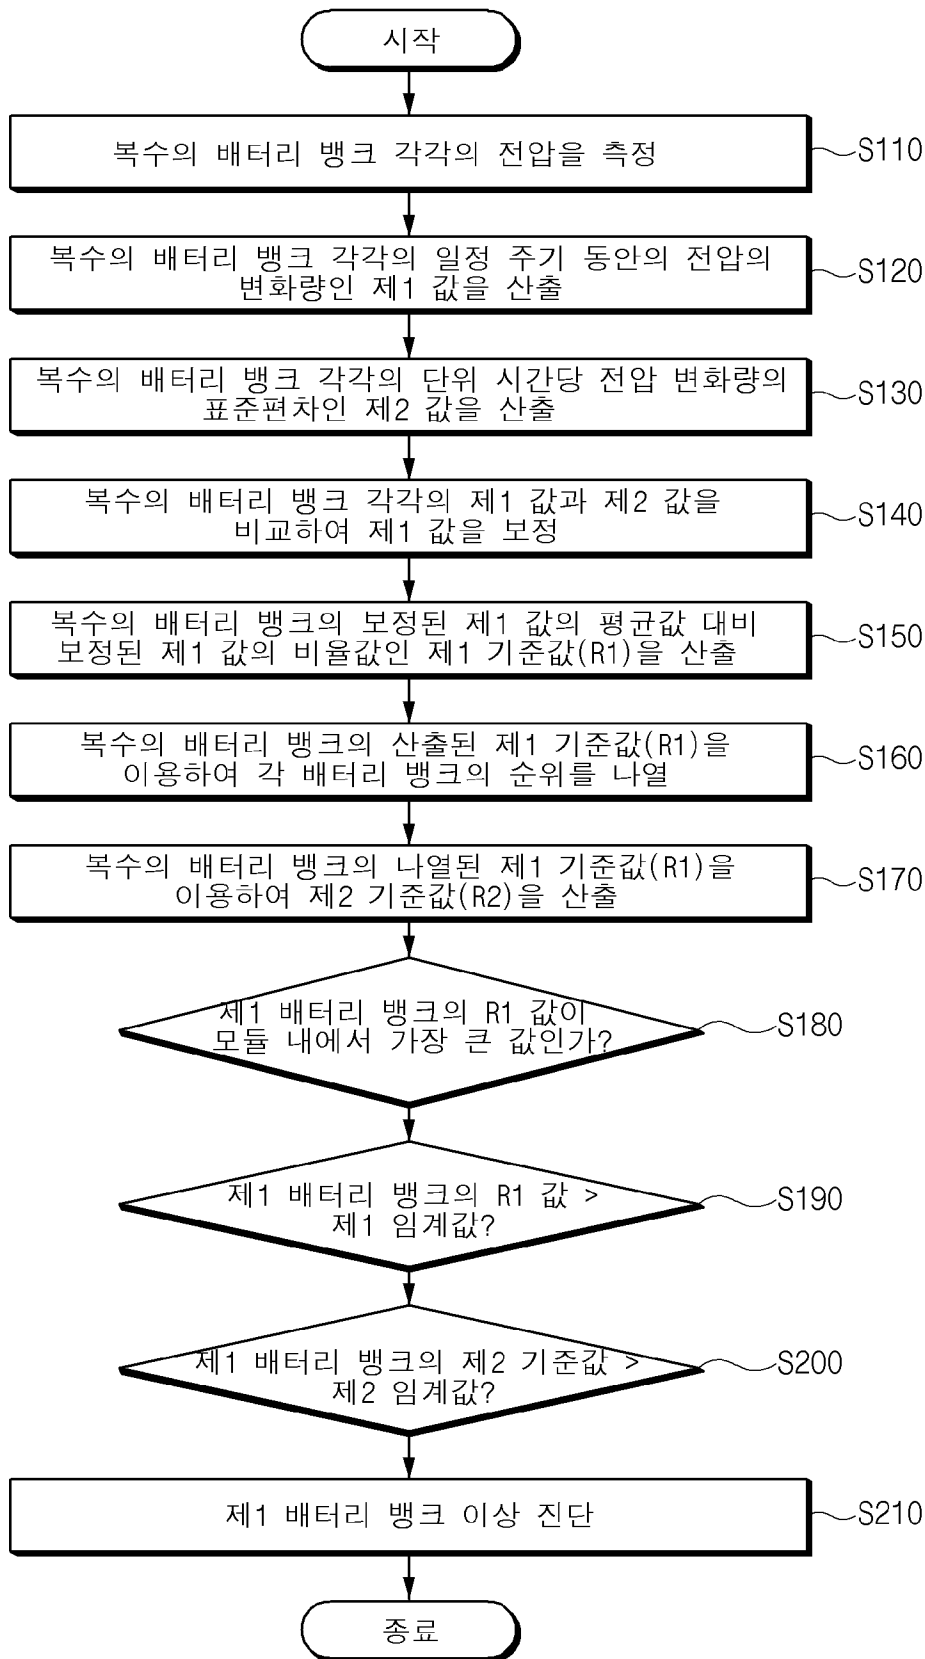 시작
복수의 배터리 뱅크 각각의 전압을 측정
S110
복수의 배터리 뱅크 각각의 일정 주기 동안의 전압의
변화량인 제1 값을 산출
S120
복수의 배터리 뱅크 각각의 단위 시간당 전압 변화량의
표준편차인 제2 값을 산출
S130
복수의 배터리 뱅크 각각의 제1 값과 제2 값을
비교하여 제1 값을 보정
S140
복수의 배터리 뱅크의 보정된 제1 값의 평균값 대비
보정된 제1 값의 비율값인 제1 기준값(R1)을 산출
S150
복수의 배터리 뱅크의 산출된 제1 기준값(R1)을
이용하여 각 배터리 뱅크의 순위를 나열
S160
복수의 배터리 뱅크의 나열된 제1 기준값(R1)을
이용하여 제2 기준값(R2)을 산출
S170
제1 배터리 뱅크의 R1 값이
모듈 내에서 가장 큰 값인가?
S180
제1 배터리 뱅크의 R1 값 >
제1 임계값?
S190
제1 배터리 뱅크의 제2 기준값 >
제2 임계값?
S200
제1 배터리 뱅크 이상 진단
S210
종료